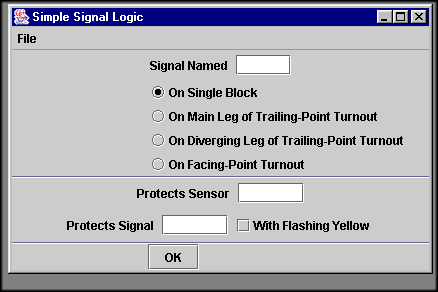 Simple Signal Logic
File
Signal Named
On Single Block
On Main Leg of Trailing-Point Turnout
On Diverging Leg of Trailing-Point Turnout
On Facing-Point Turnout
Protects Sensor
Protects Signal With Flashing Yellow
OK